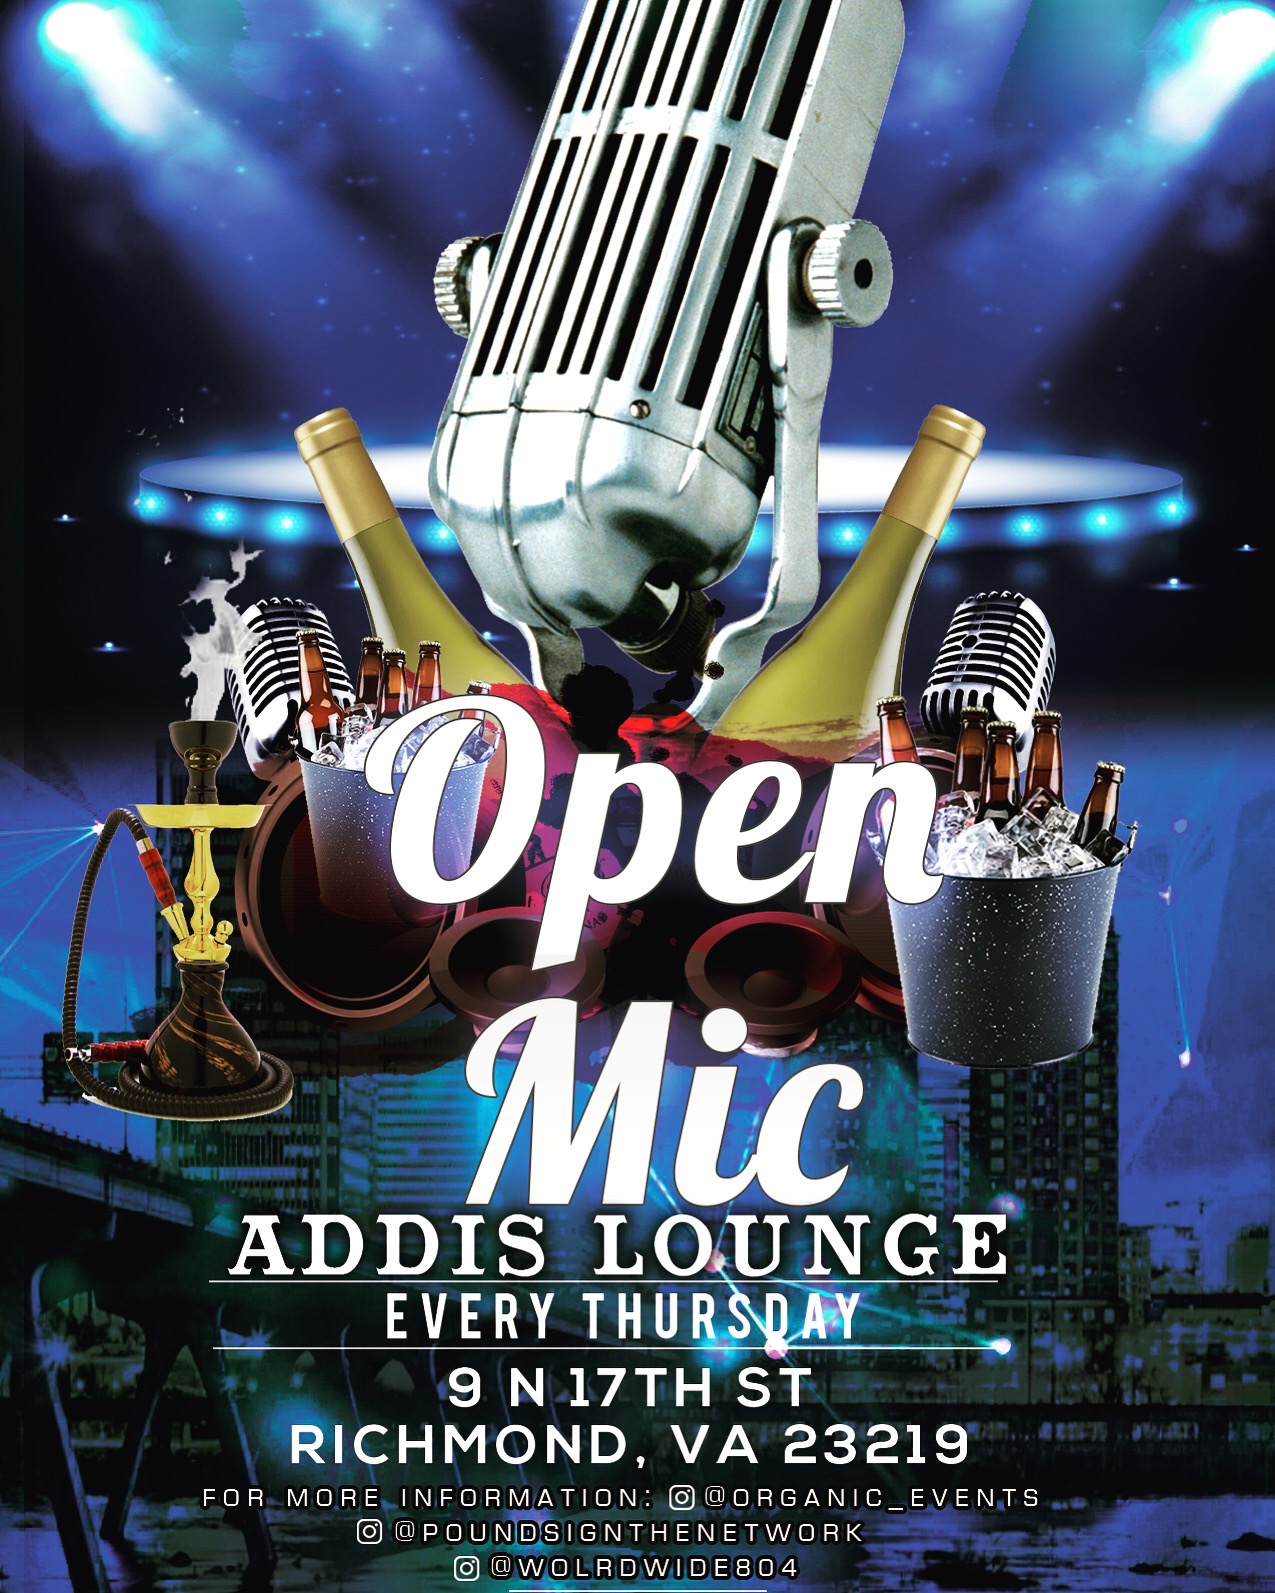 Open
Mic
ADDIS LOUNGE
EVERY THURSDAY
9 N 17TH ST
RICHMOND, VA 23219
FOR MORE INFORMATION: @ORGANIC_EVENTS
@POUNDSIGNTHENETWORK
@WOLRDWIDE804